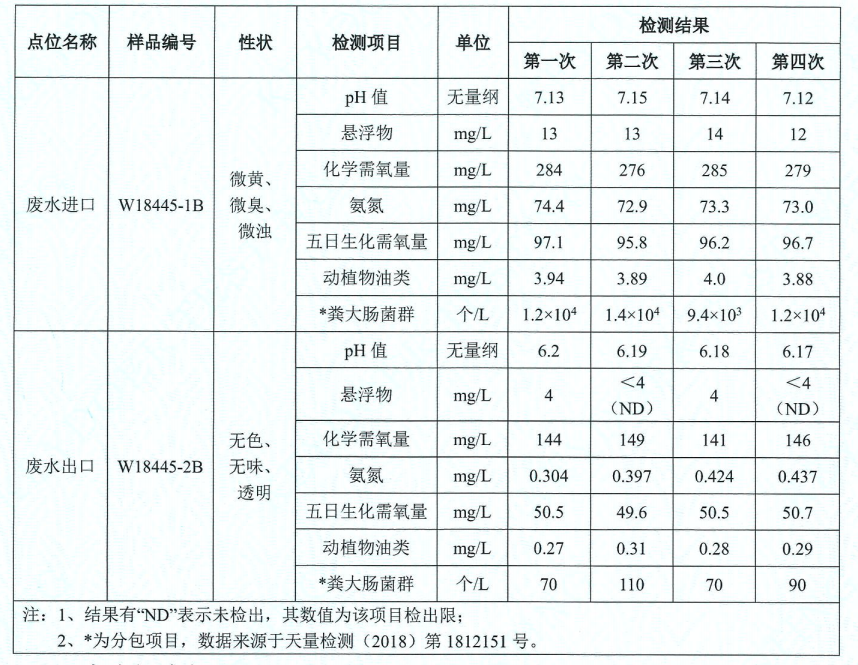 点位名称 样品编号 性状 检测项目 单位 检测结果
第一次 第二次 第三次 第四次
废水进口 W18445-1B 微黄、微臭、微浊
pH 值 无量纲 7.13 7.15 7.14 7.12
悬浮物 mg/L 13 13 14 12
化学需氧量 mg/L 284 276 285 279
氨氮 mg/L 74.4 72.9 73.3 73.0
五日生化需氧量 mg/L 97.1 95.8 96.2 96.7
动植物油类 mg/L 3.94 3.89 4.0 3.88
*粪大肠菌群 个/L 1.2×10⁴ 1.4×10⁴ 9.4×10³ 1.2×10⁴
废水出口 W18445-2B 无色、无味、透明
pH 值 无量纲 6.2 6.19 6.18 6.17
悬浮物 mg/L 4 <4（ND） 4 <4（ND）
化学需氧量 mg/L 144 149 141 146
氨氮 mg/L 0.304 0.397 0.424 0.437
五日生化需氧量 mg/L 50.5 49.6 50.5 50.7
动植物油类 mg/L 0.27 0.31 0.28 0.29
*粪大肠菌群 个/L 70 110 70 90
注：1、结果有“ND”表示未检出，其数值为该项目检出限；
2、*为分包项目，数据来源于天量检测（2018）第 1812151 号。